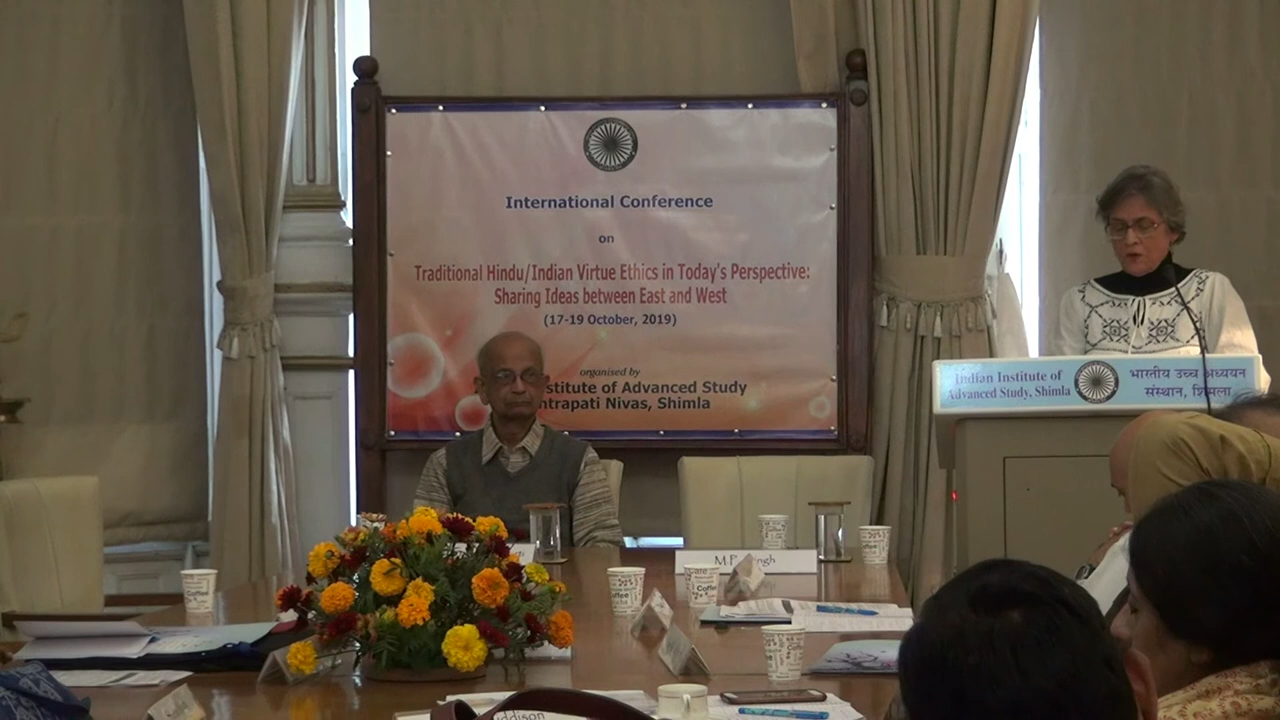 International Conference
on
Traditional Hindu/Indian Virtue Ethics in Today's Perspective:
Sharing Ideas between East and West
(17-19 October, 2019)
organised by
stitute of Advanced Study
ntrapati Nivas, Shimla
Indian Institute of
Advanced Study, Shimla
भारतीय उच्च अध्ययन
संस्थान, शिमला
Coffee